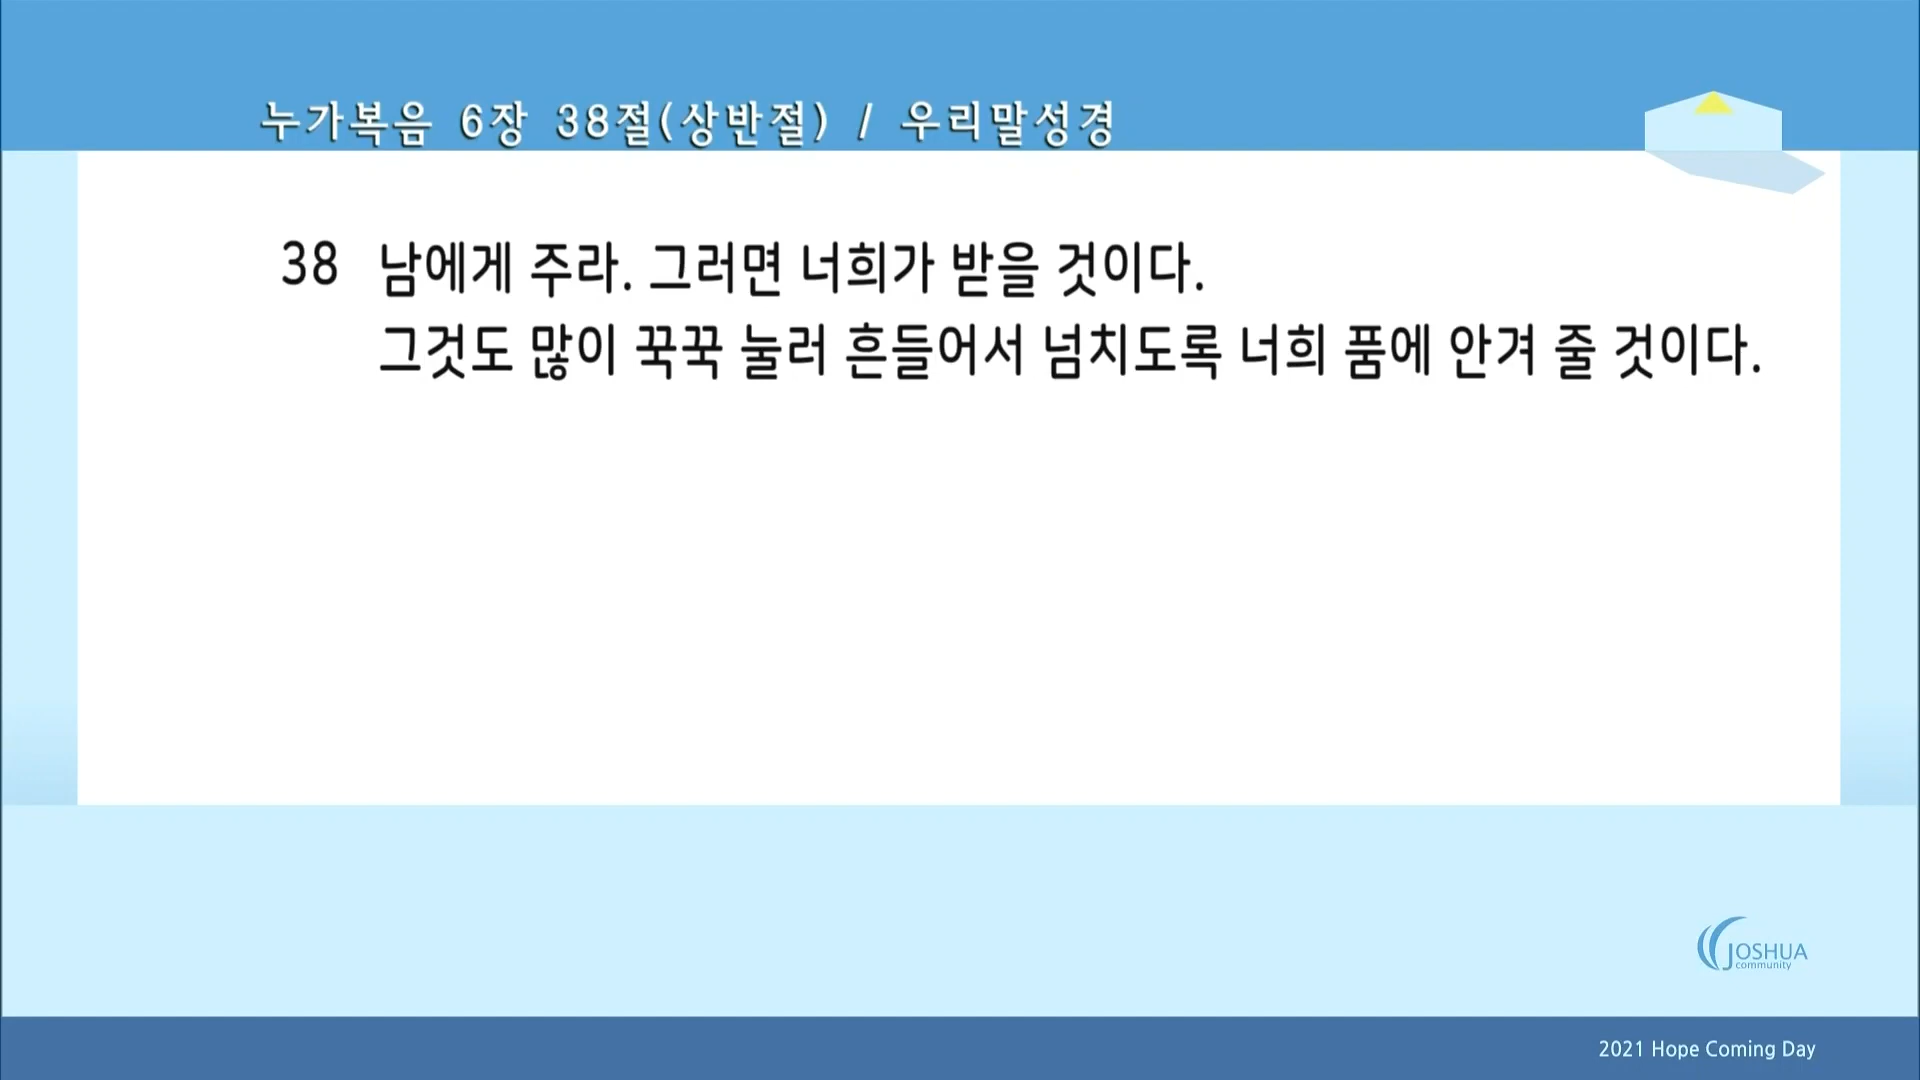 누가복음 6장 38절(상반절) / 우리말성경
38 남에게 주라. 그러면 너희가 받을 것이다.
그것도 많이 꾹꾹 눌러 흔들어서 넘치도록 너희 품에 안겨 줄 것이다.
JOSHUA
community
2021 Hope Coming Day